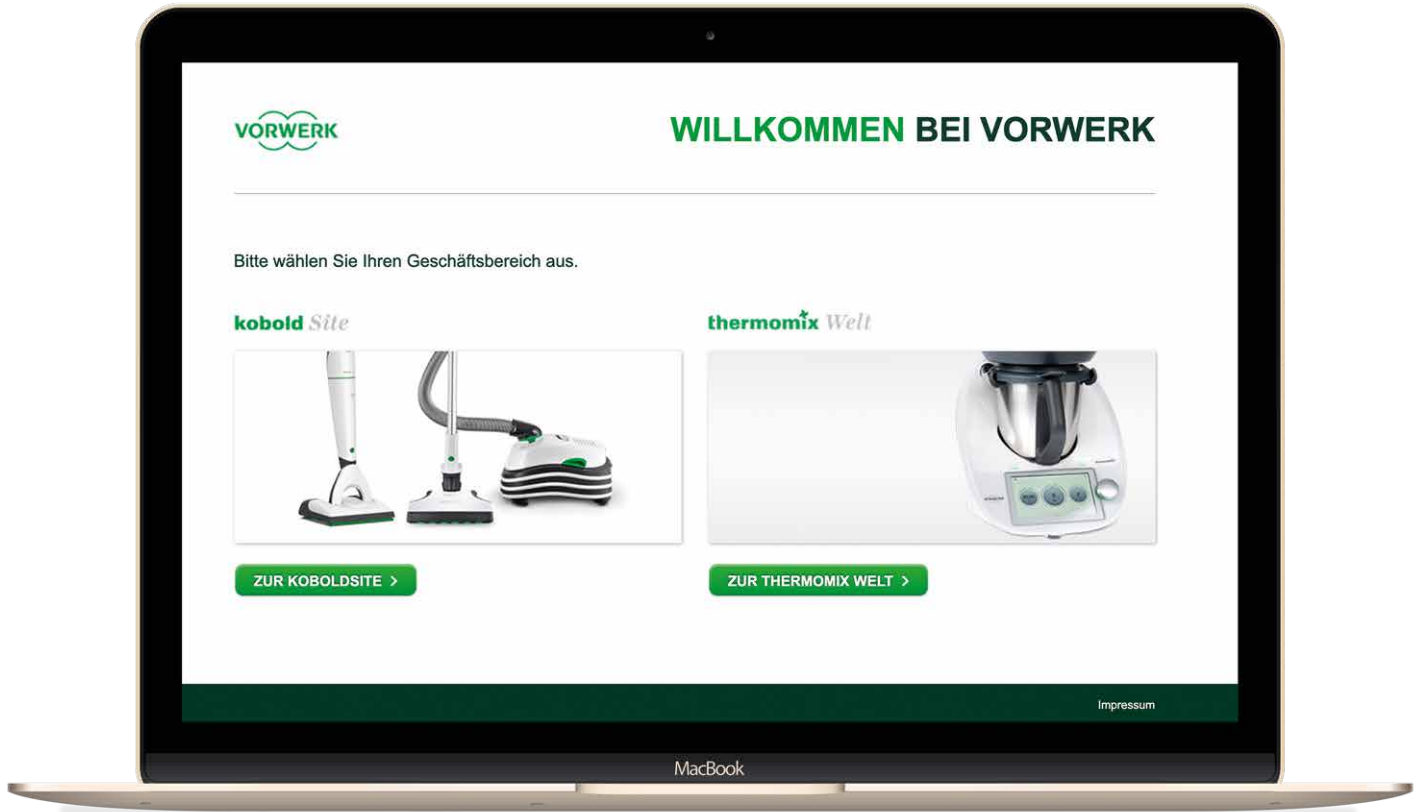 VORWERK
WILLKOMMEN BEI VORWERK
Bitte wählen Sie Ihren Geschäftsbereich aus.
kobold Site
thermomix Welt
ZUR KOBOLDSITE >
ZUR THERMOMIX WELT >
Impressum
MacBook